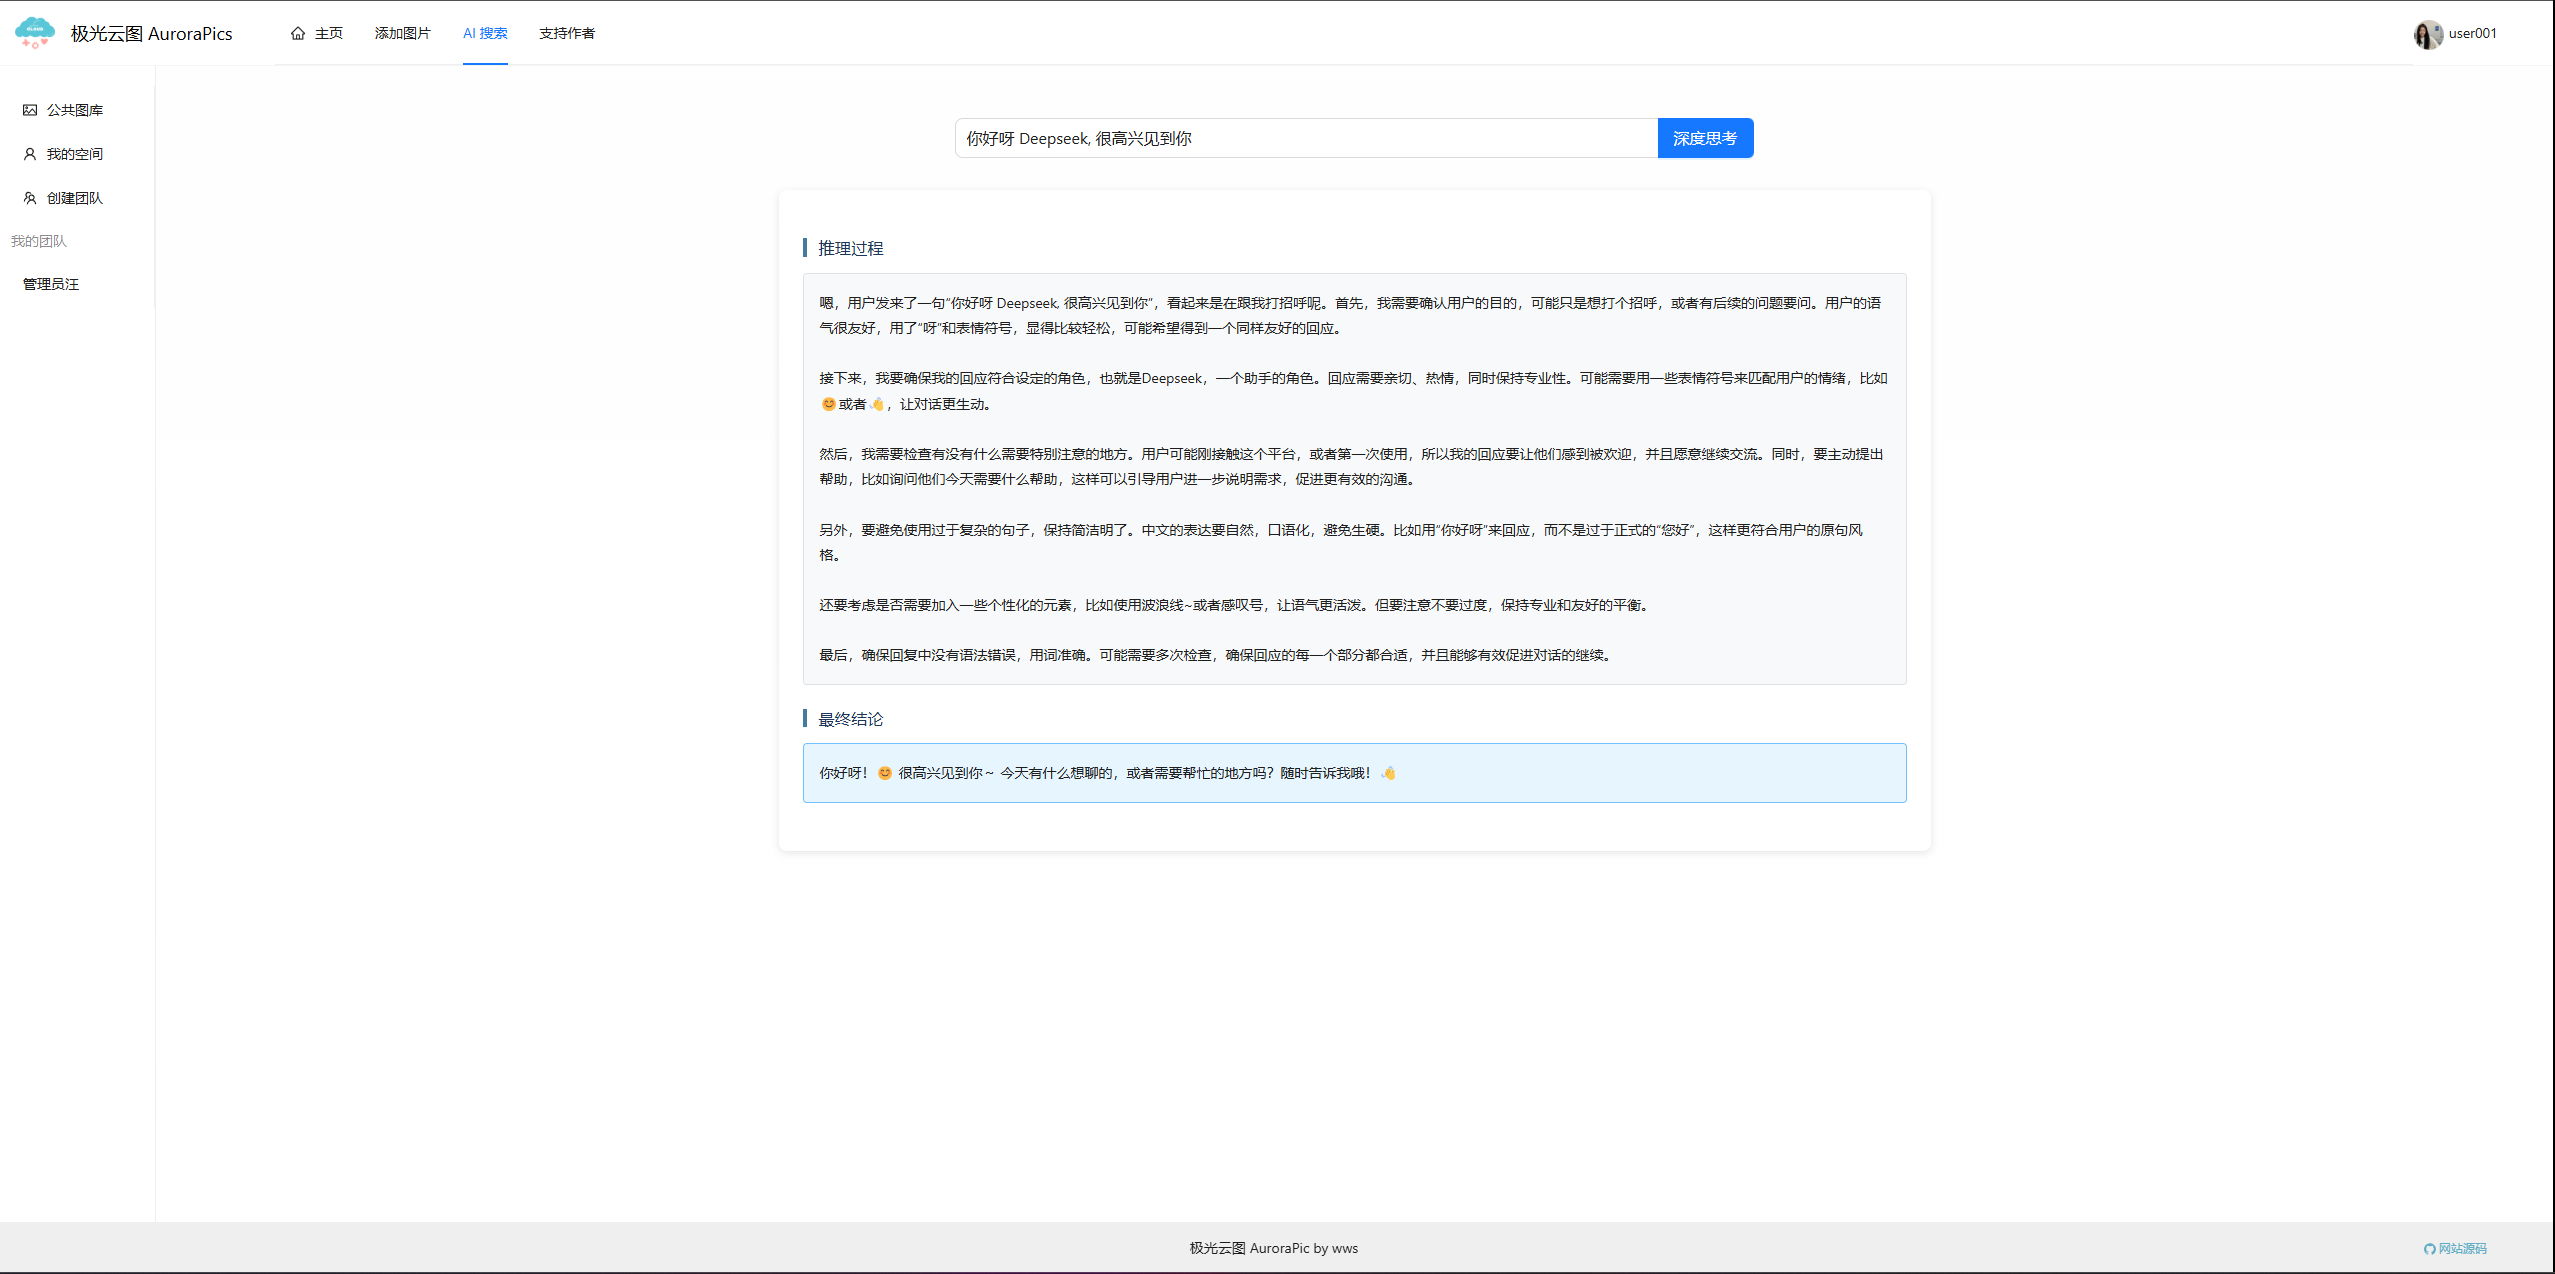 极光云图 AuroraPics
主页
添加图片
AI 搜索
支持作者
user001
公共图库
我的空间
创建团队
我的团队
管理员汪
你好呀 Deepseek, 很高兴见到你
深度思考
推理过程
嗯，用户发来了一句“你好呀 Deepseek, 很高兴见到你”，看起来是在跟我打招呼呢。首先，我需要确认用户的目的，可能只是想打个招呼，或者有后续的问题要问。用户的语
气很友好，用了“呀”和表情符号，显得比较轻松，可能希望得到一个同样友好的回应。
接下来，我要确保我的回应符合设定的角色，也就是Deepseek，一个助手的角色。回应需要亲切、热情，同时保持专业性。可能需要用一些表情符号来匹配用户的情绪，比如
😊或者👋，让对话更生动。
然后，我需要检查有没有什么需要特别注意的地方。用户可能刚接触这个平台，或者第一次使用，所以我的回应要让他们感到被欢迎，并且愿意继续交流。同时，要主动提出
帮助，比如询问他们今天需要什么帮助，这样可以引导用户进一步说明需求，促进更有效的沟通。
另外，要避免使用过于复杂的句子，保持简洁明了。中文的表达要自然，口语化，避免生硬。比如用“你好呀”来回应，而不是过于正式的“您好”，这样更符合用户的原句风
格。
还要考虑是否需要加入一些个性化的元素，比如使用波浪线~或者感叹号，让语气更活泼。但要注意不要过度，保持专业和友好的平衡。
最后，确保回复中没有语法错误，用词准确。可能需要多次检查，确保回应的每一个部分都合适，并且能够有效促进对话的继续。
最终结论
你好呀！😊 很高兴见到你～ 今天有什么想聊的，或者需要帮忙的地方吗？随时告诉我哦！👋
极光云图 AuroraPic by wws
网站源码